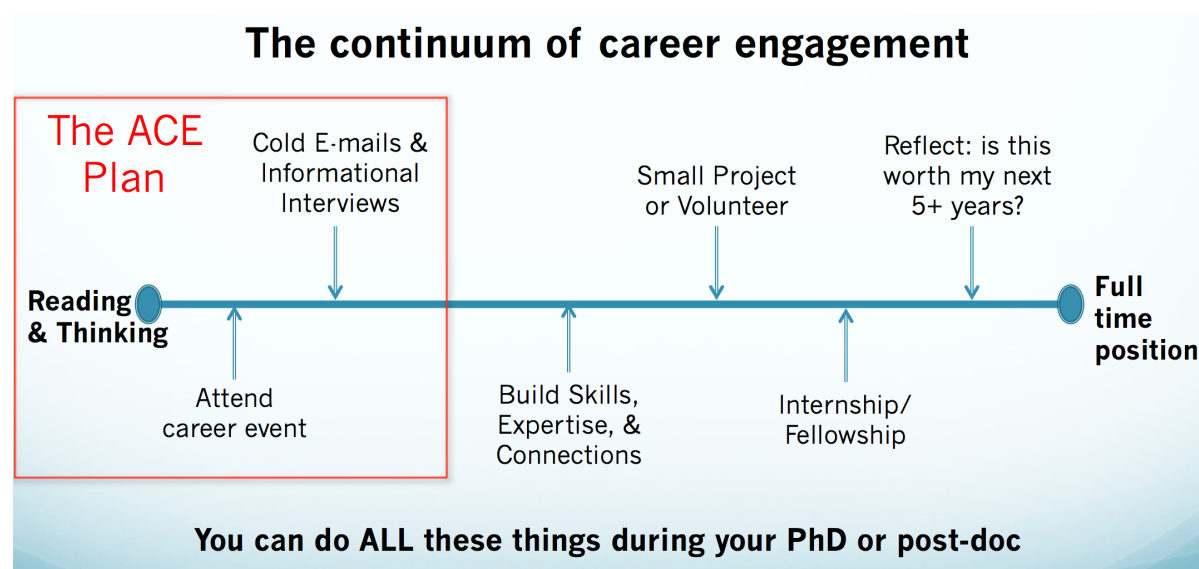 The continuum of career engagement
The ACE
Plan
Cold E-mails &
Informational
Interviews
Small Project
or Volunteer
Reflect: is this
worth my next
5+ years?
Reading
& Thinking
Full
time
position
Attend
career event
Build Skills,
Expertise, &
Connections
Internship/
Fellowship
You can do ALL these things during your PhD or post-doc